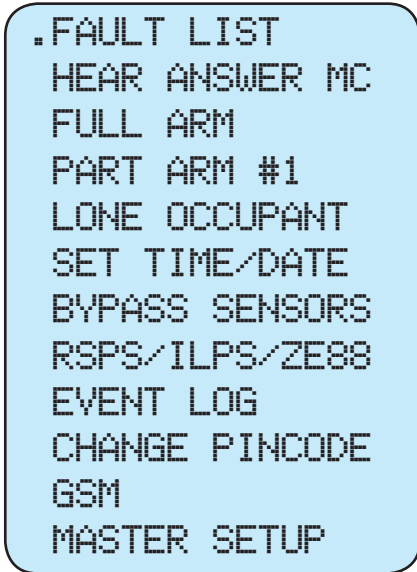 .FAULT LIST
HEAR ANSWER MC
FULL ARM
PART ARM #1
LONE OCCUPANT
SET TIME/DATE
BYPASS SENSORS
RSPS/ILPS/ZE88
EVENT LOG
CHANGE PINCODE
GSM
MASTER SETUP